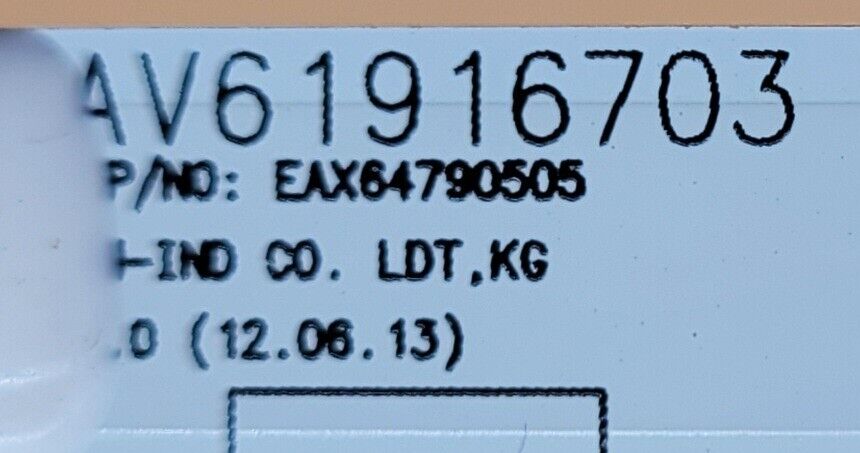 AV61916703
P/NO: EAX64790505
H-IND CO. LDT,KG
.0 (12.06.13)